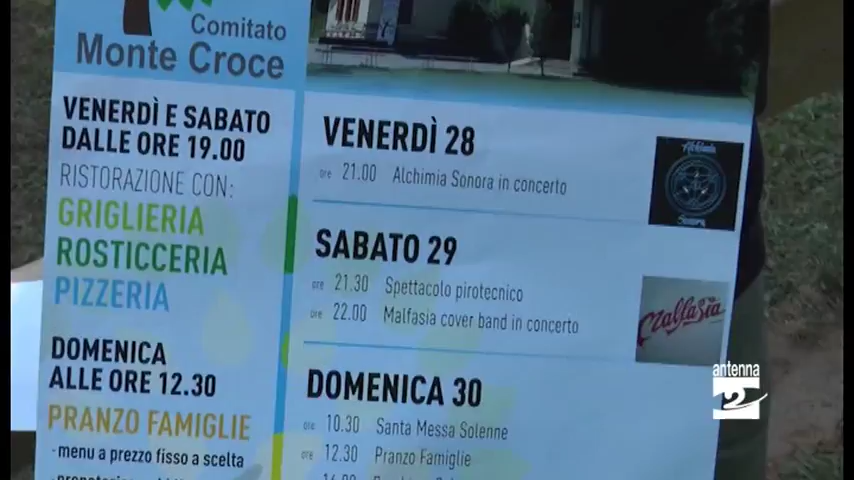 Comitato
Monte Croce
VENERDÌ E SABATO
DALLE ORE 19.00
RISTORAZIONE CON:
GRIGLIERIA
ROSTICCERIA
PIZZERIA
DOMENICA
ALLE ORE 12.30
PRANZO FAMIGLIE
- menu a prezzo fisso a scelta
VENERDÌ 28
ore 21.00 Alchimia Sonora in concerto
Alchimia
Sonora
SABATO 29
ore 21.30 Spettacolo pirotecnico
ore 22.00 Malfasia cover band in concerto
Malfasia
DOMENICA 30
ore 10.30 Santa Messa Solenne
ore 12.30 Pranzo Famiglie
antenna
2